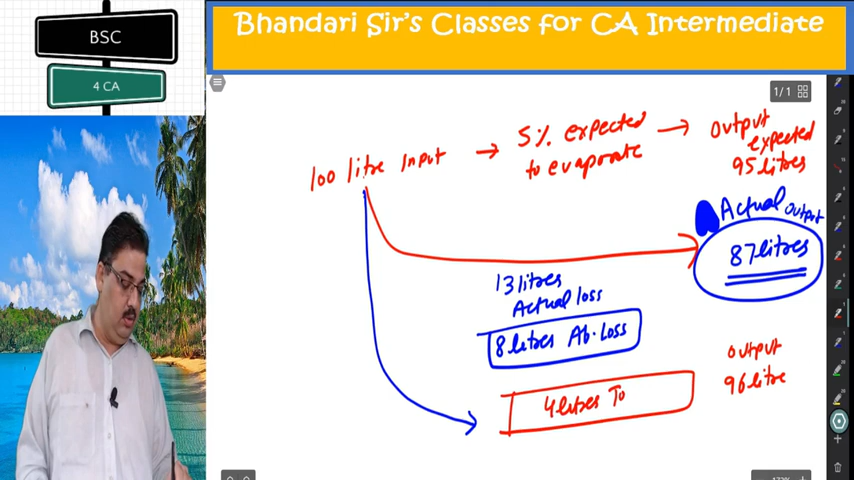 BSC
4 CA
Bhandari Sir's Classes for CA Intermediate
1/1
100 litre Input → 5% expected to evaporate → Output expected 95 litres
Actual output
87 litres
13 litres
Actual loss
8 litres Ab. Loss
4 litres To
output
96 litre